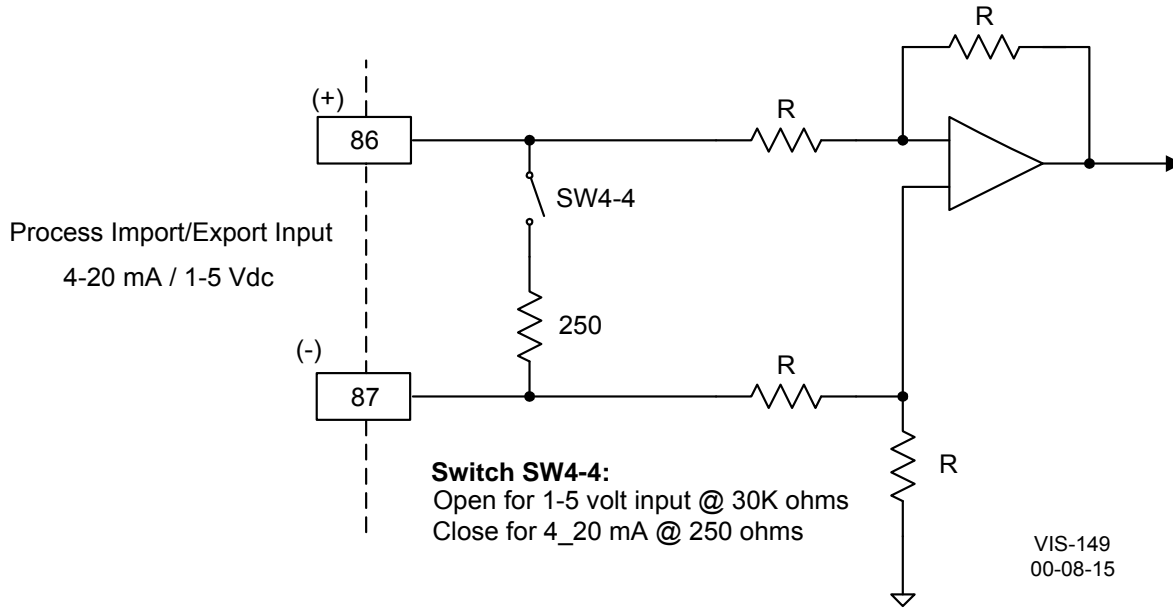 R
(+)
86
R
SW4-4
Process Import/Export Input
4-20 mA / 1-5 Vdc
250
(-)
87
R
R
Switch SW4-4:
Open for 1-5 volt input @ 30K ohms
Close for 4_20 mA @ 250 ohms
VIS-149
00-08-15